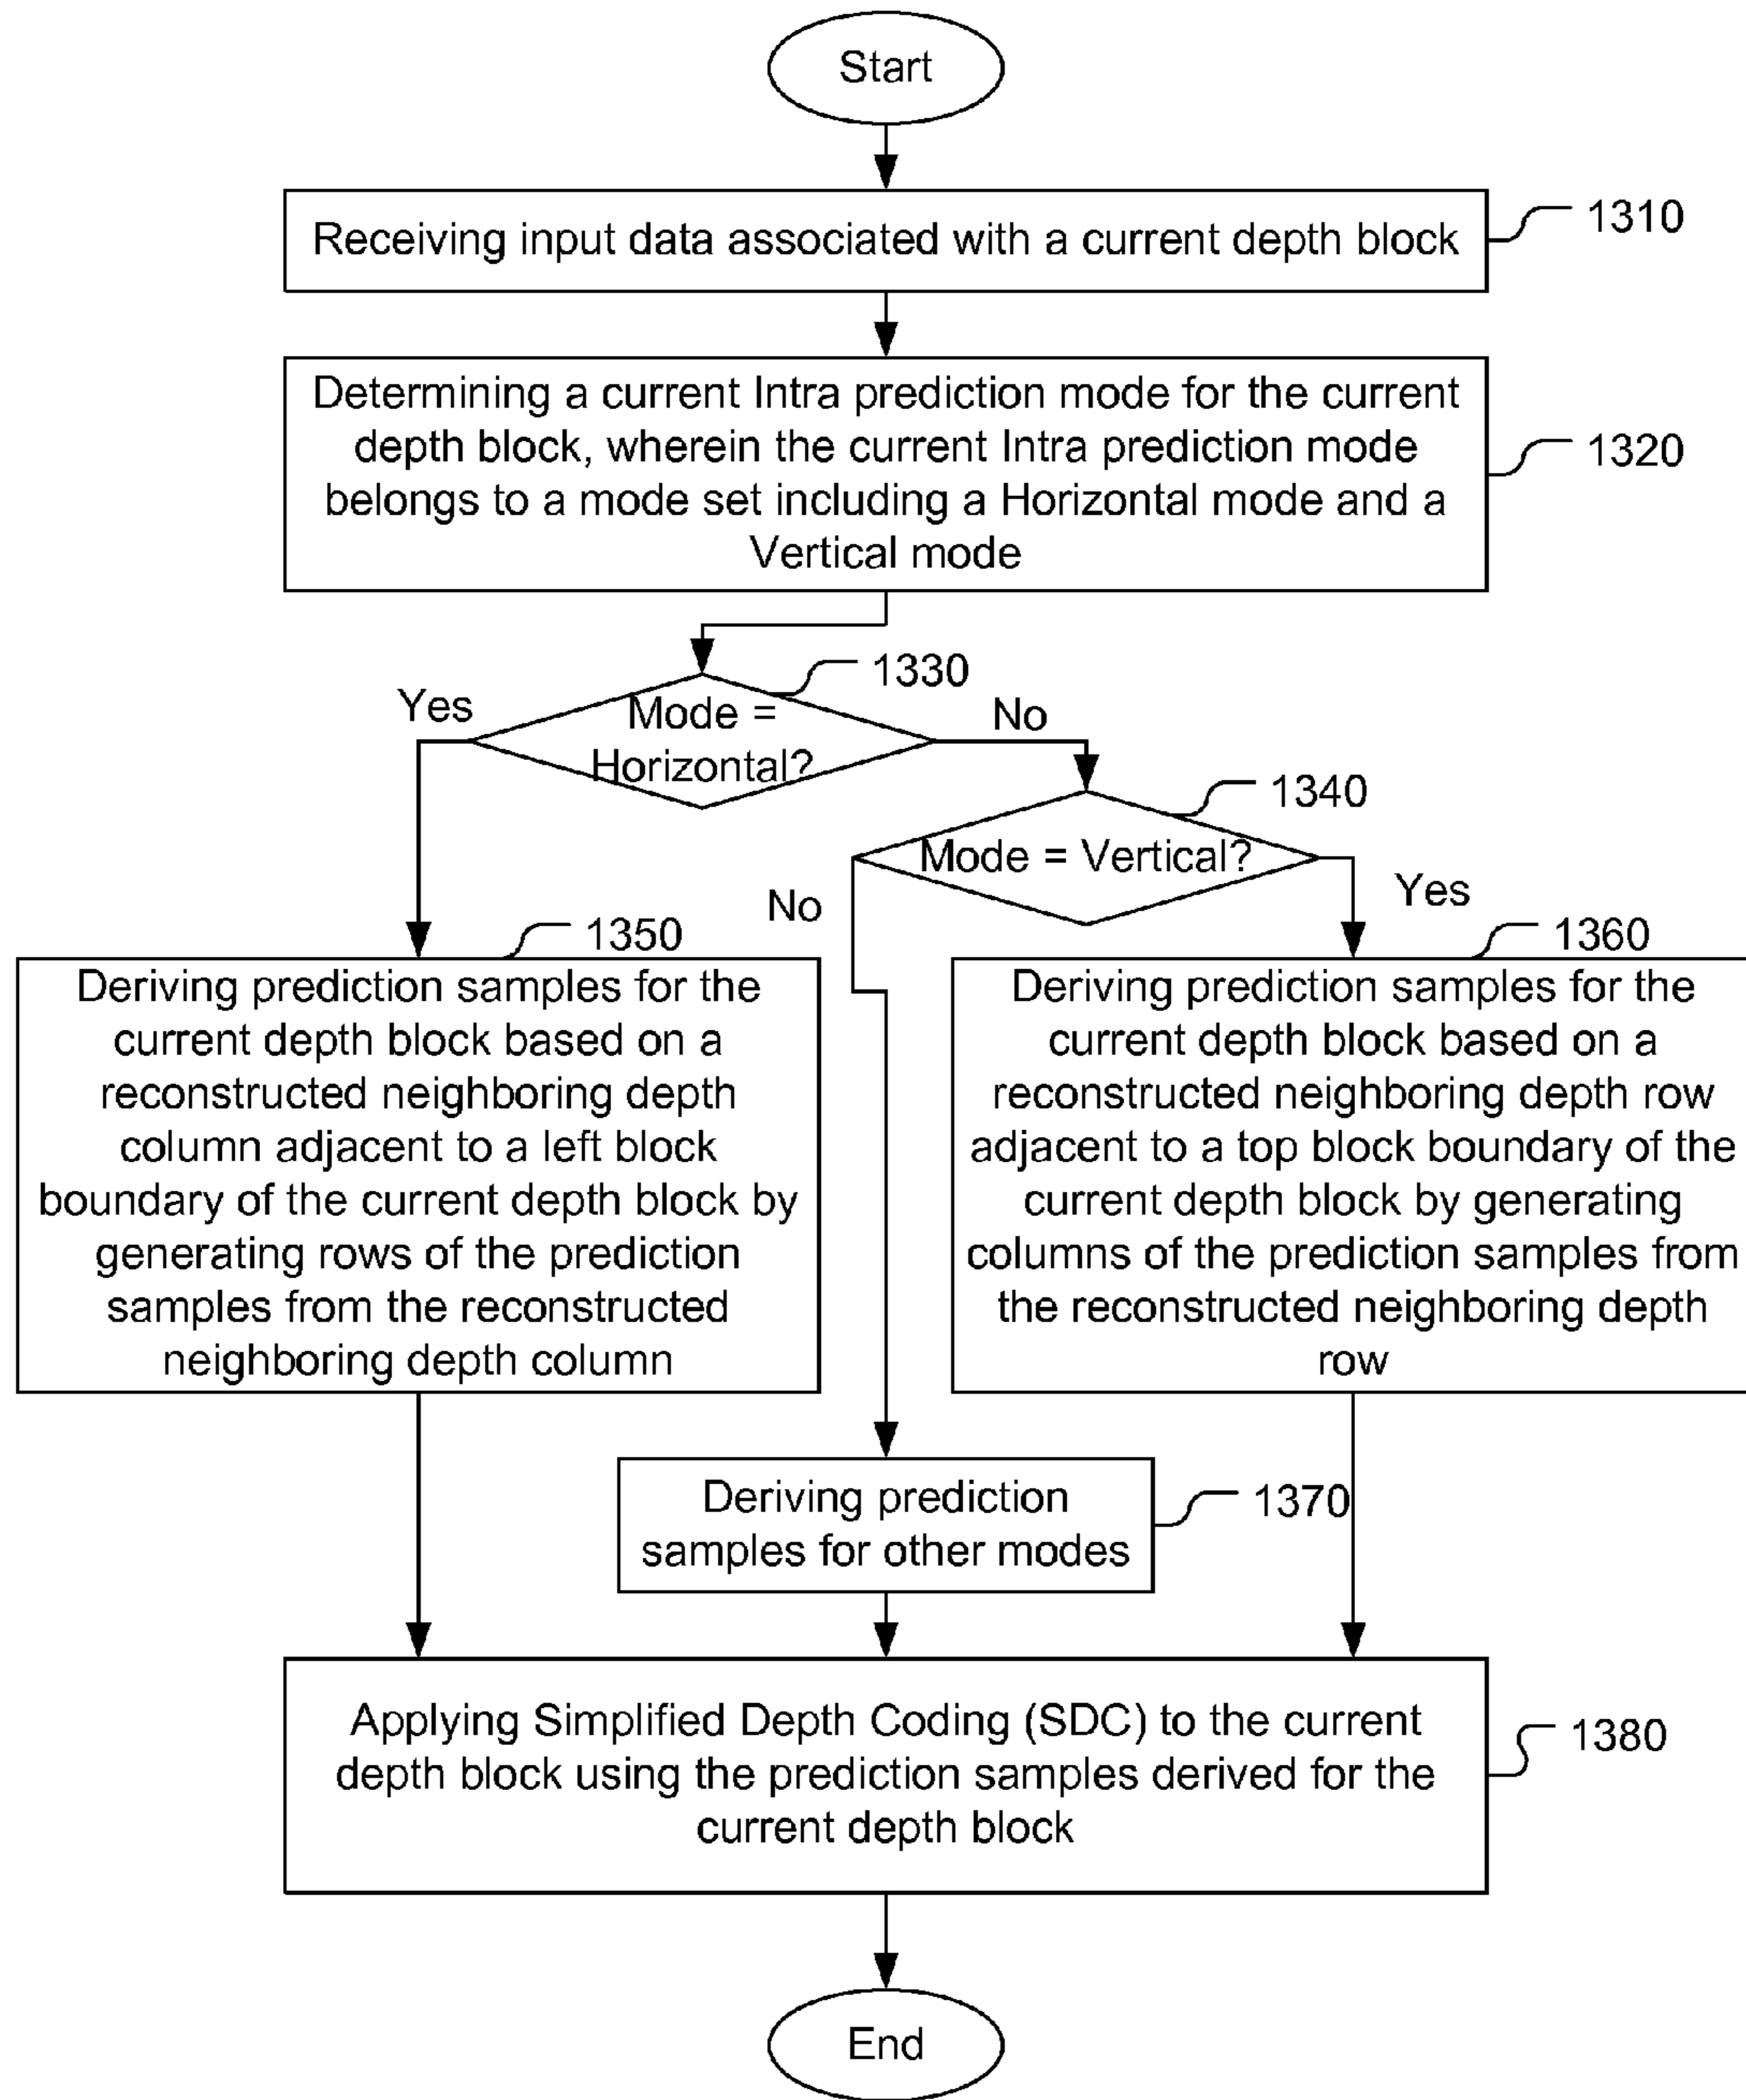 Start
Receiving input data associated with a current depth block
1310
Determining a current Intra prediction mode for the current
depth block, wherein the current Intra prediction mode
belongs to a mode set including a Horizontal mode and a
Vertical mode
1320
1330
Yes
Mode =
Horizontal?
No
1340
Mode = Vertical?
No
Yes
1350
Deriving prediction samples for the
current depth block based on a
reconstructed neighboring depth
column adjacent to a left block
boundary of the current depth block by
generating rows of the prediction
samples from the reconstructed
neighboring depth column
1360
Deriving prediction samples for the
current depth block based on a
reconstructed neighboring depth row
adjacent to a top block boundary of the
current depth block by generating
columns of the prediction samples from
the reconstructed neighboring depth
row
Deriving prediction
samples for other modes
1370
Applying Simplified Depth Coding (SDC) to the current
depth block using the prediction samples derived for the
current depth block
1380
End